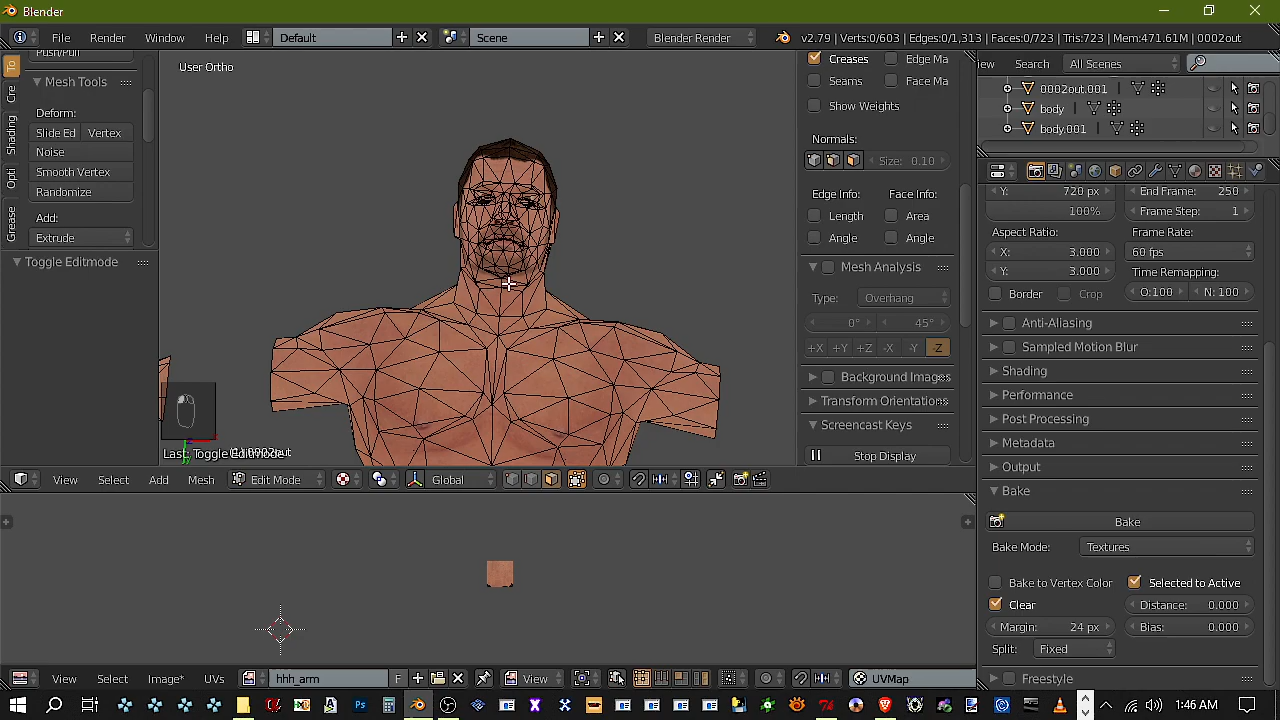 Blender
File Render Window Help Default Scene Blender Render v2.79 | Verts:0/603 | Edges:0/1,313 | Faces:0/723 | Tris:723 | Mem:471.61M | 0002out
Push/Pull
Mesh Tools
Deform:
Slide Ed Vertex
Noise
Smooth Vertex
Randomize
Add:
Extrude
Toggle Editmode
To
Cre
Shading
Opti
Grease
User Ortho
Last: Toggle Editmode
Creases Edge Ma
Seams Face Ma
Show Weights
Normals:
Size: 0.10
Edge Info: Face Info:
Length Area
Angle Angle
Mesh Analysis
Type: Overhang
0° 45°
+X +Y +Z -X -Y -Z
Background Images
Transform Orientations
Screencast Keys
Stop Display
iew Search All Scenes
0002out.001
body
body.001
Y: 720 px End Frame: 250
100% Frame Step: 1
Aspect Ratio: Frame Rate:
X: 3.000 60 fps
Y: 3.000 Time Remapping:
Border Crop O:100 N: 100
Anti-Aliasing
Sampled Motion Blur
Shading
Performance
Post Processing
Metadata
Output
Bake
Bake
Bake Mode: Textures
Bake to Vertex Color Selected to Active
Clear Distance: 0.000
Margin: 24 px Bias: 0.000
Split: Fixed
Freestyle
View Select Add Mesh Edit Mode Global
View Select Image* UVs hhh_arm F View UVMap
1:46 AM